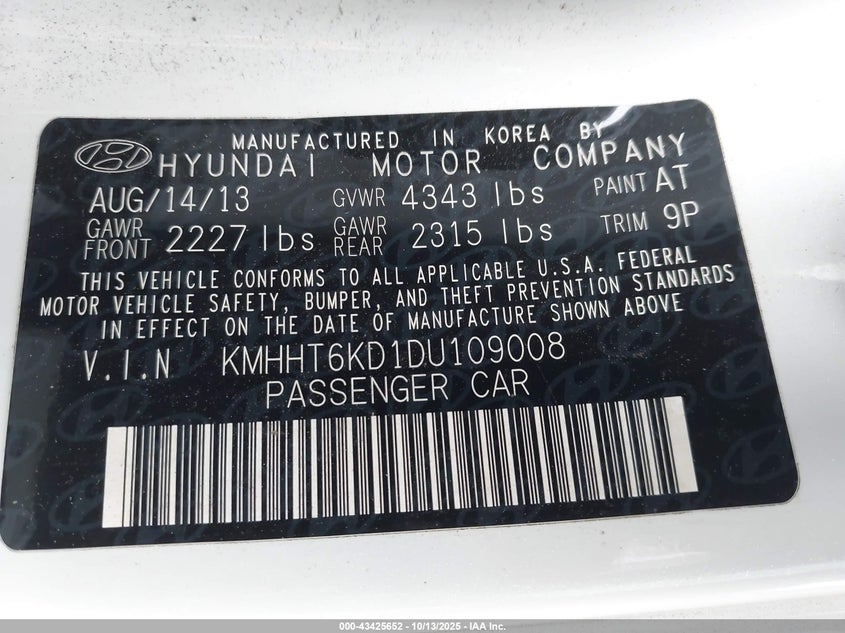 MANUFACTURED IN KOREA BY
HYUNDAI MOTOR COMPANY
AUG/14/13 GVWR 4343 lbs PAINT AT
GAWR FRONT 2227 lbs GAWR REAR 2315 lbs TRIM 9P
THIS VEHICLE CONFORMS TO ALL APPLICABLE U.S.A. FEDERAL
MOTOR VEHICLE SAFETY, BUMPER, AND THEFT PREVENTION STANDARDS
IN EFFECT ON THE DATE OF MANUFACTURE SHOWN ABOVE
V.I.N KMHHT6KD1DU109008
PASSENGER CAR
000-43425652 - 10/13/2025 - IAA Inc.